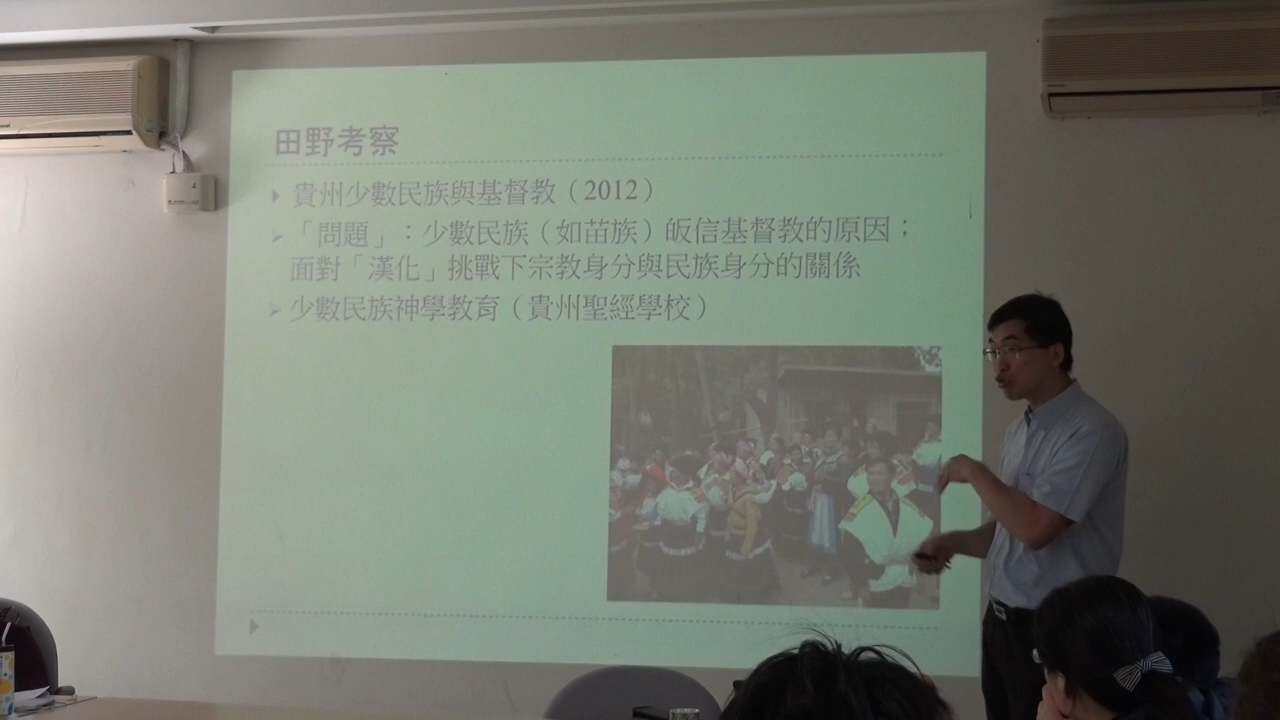 田野考察
貴州少數民族與基督教（2012）
「問題」：少數民族（如苗族）皈信基督教的原因；
面對「漢化」挑戰下宗教身分與民族身分的關係
少數民族神學教育（貴州聖經學校）